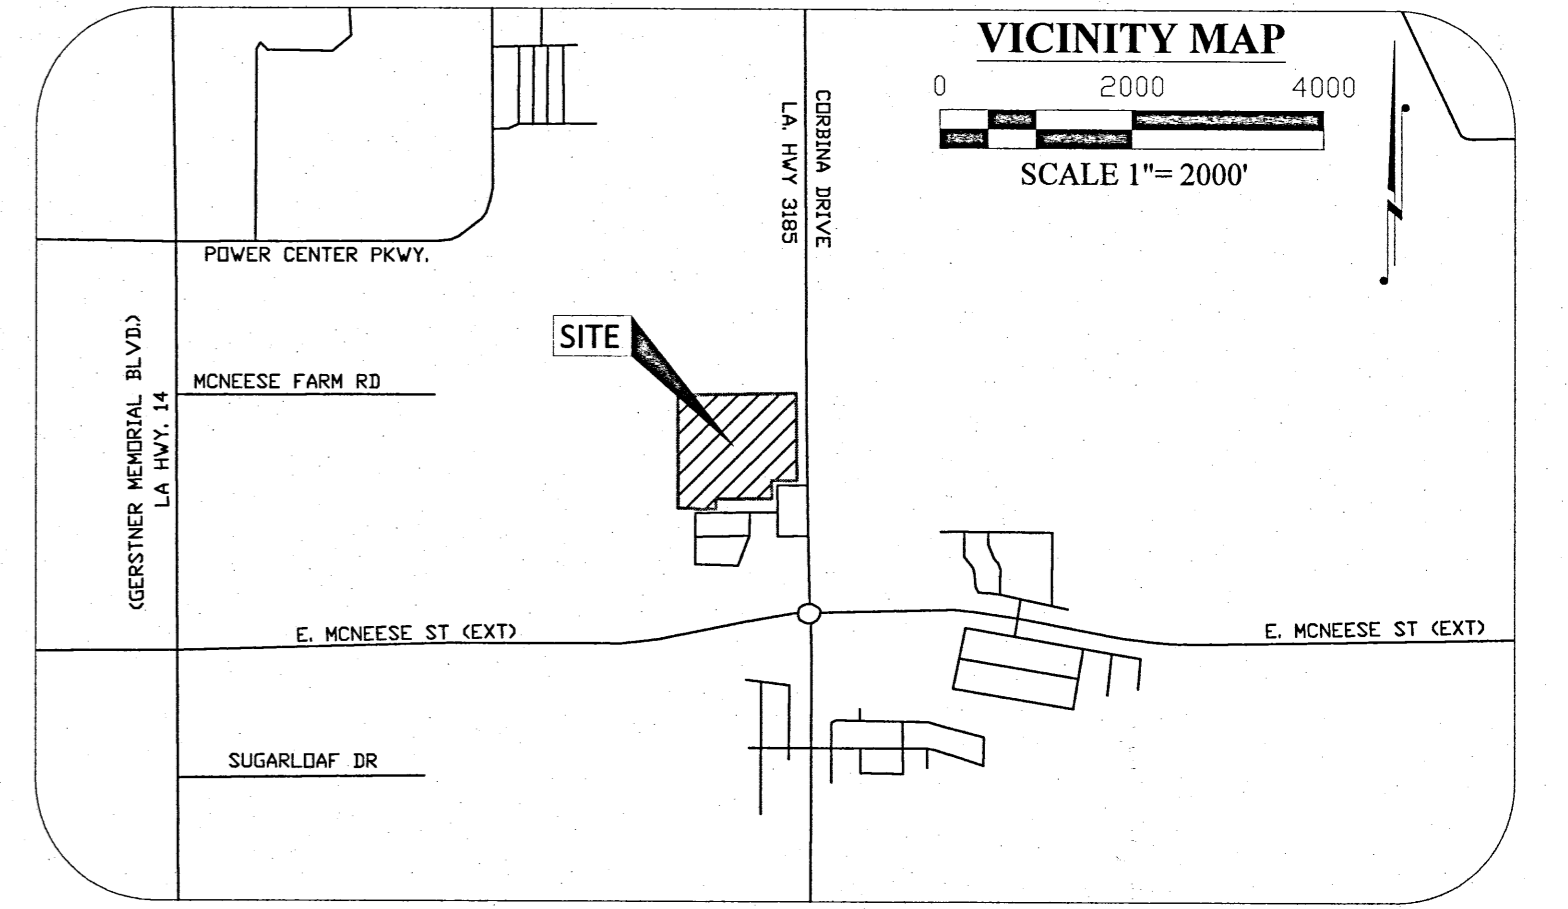 VICINITY MAP
0 2000 4000
SCALE 1"= 2000'
CORBINA DRIVE
LA. HWY 3185
POWER CENTER PKWY.
SITE
MCNEESE FARM RD
(GERSTNER MEMORIAL BLVD.)
LA HWY. 14
E. MCNEESE ST (EXT)
E. MCNEESE ST (EXT)
SUGARLOAF DR